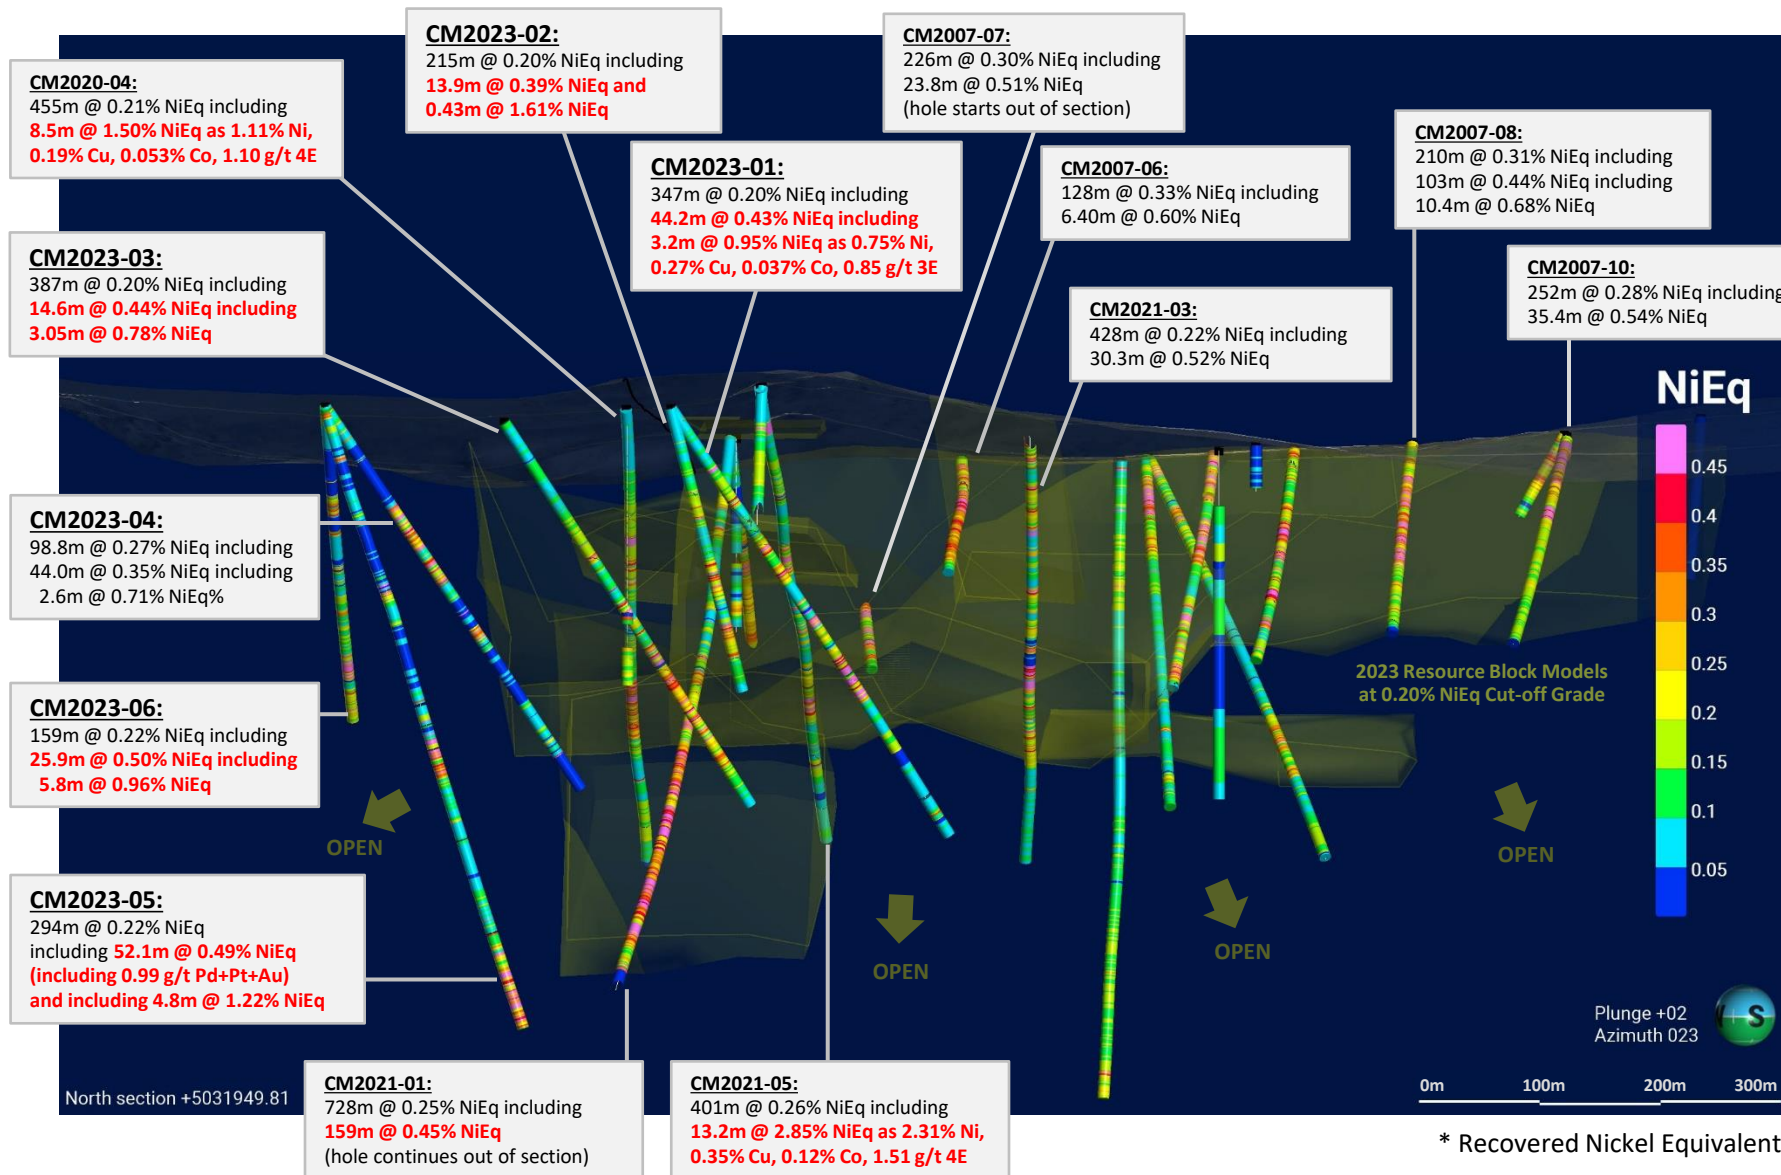 CM2020-04:
455m @ 0.21% NiEq including
8.5m @ 1.50% NiEq as 1.11% Ni,
0.19% Cu, 0.053% Co, 1.10 g/t 4E
CM2023-02:
215m @ 0.20% NiEq including
13.9m @ 0.39% NiEq and
0.43m @ 1.61% NiEq
CM2007-07:
226m @ 0.30% NiEq including
23.8m @ 0.51% NiEq
(hole starts out of section)
CM2023-01:
347m @ 0.20% NiEq including
44.2m @ 0.43% NiEq including
3.2m @ 0.95% NiEq as 0.75% Ni,
0.27% Cu, 0.037% Co, 0.85 g/t 3E
CM2007-06:
128m @ 0.33% NiEq including
6.40m @ 0.60% NiEq
CM2007-08:
210m @ 0.31% NiEq including
103m @ 0.44% NiEq including
10.4m @ 0.68% NiEq
CM2023-03:
387m @ 0.20% NiEq including
14.6m @ 0.44% NiEq including
3.05m @ 0.78% NiEq
CM2021-03:
428m @ 0.22% NiEq including
30.3m @ 0.52% NiEq
CM2007-10:
252m @ 0.28% NiEq including
35.4m @ 0.54% NiEq
NiEq
0.45
0.4
0.35
0.3
0.25
0.2
0.15
0.1
0.05
CM2023-04:
98.8m @ 0.27% NiEq including
44.0m @ 0.35% NiEq including
2.6m @ 0.71% NiEq%
2023 Resource Block Models
at 0.20% NiEq Cut-off Grade
CM2023-06:
159m @ 0.22% NiEq including
25.9m @ 0.50% NiEq including
5.8m @ 0.96% NiEq
OPEN
OPEN
OPEN
OPEN
CM2023-05:
294m @ 0.22% NiEq
including 52.1m @ 0.49% NiEq
(including 0.99 g/t Pd+Pt+Au)
and including 4.8m @ 1.22% NiEq
Plunge +02
Azimuth 023
S
North section +5031949.81
CM2021-01:
728m @ 0.25% NiEq including
159m @ 0.45% NiEq
(hole continues out of section)
CM2021-05:
401m @ 0.26% NiEq including
13.2m @ 2.85% NiEq as 2.31% Ni,
0.35% Cu, 0.12% Co, 1.51 g/t 4E
0m 100m 200m 300m
* Recovered Nickel Equivalent